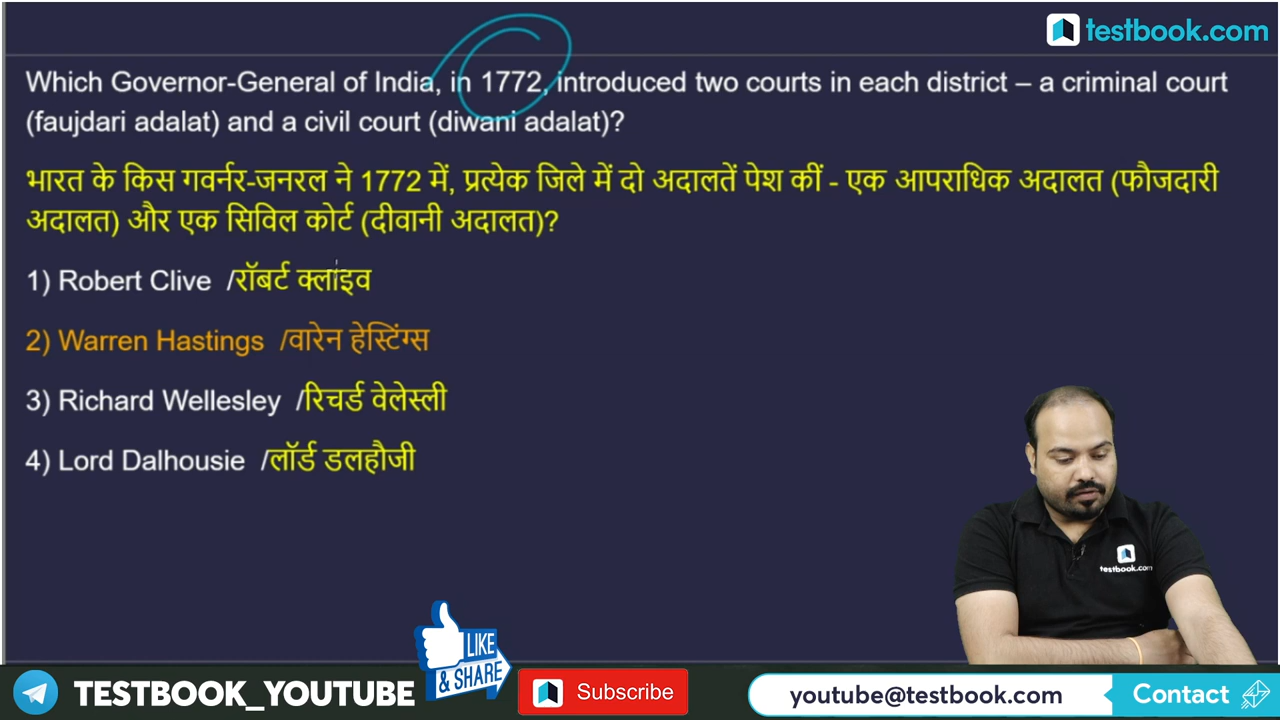 testbook.com
Which Governor-General of India, in 1772, introduced two courts in each district – a criminal court
(faujdari adalat) and a civil court (diwani adalat)?
भारत के किस गवर्नर-जनरल ने 1772 में, प्रत्येक जिले में दो अदालतें पेश कीं - एक आपराधिक अदालत (फौजदारी
अदालत) और एक सिविल कोर्ट (दीवानी अदालत)?
1) Robert Clive /रॉबर्ट क्लाइव
2) Warren Hastings /वारेन हेस्टिंग्स
3) Richard Wellesley /रिचर्ड वेलेस्ली
4) Lord Dalhousie /लॉर्ड डलहौजी
testbook.com
LIKE
& SHARE
TESTBOOK_YOUTUBE
Subscribe
youtube@testbook.com
Contact